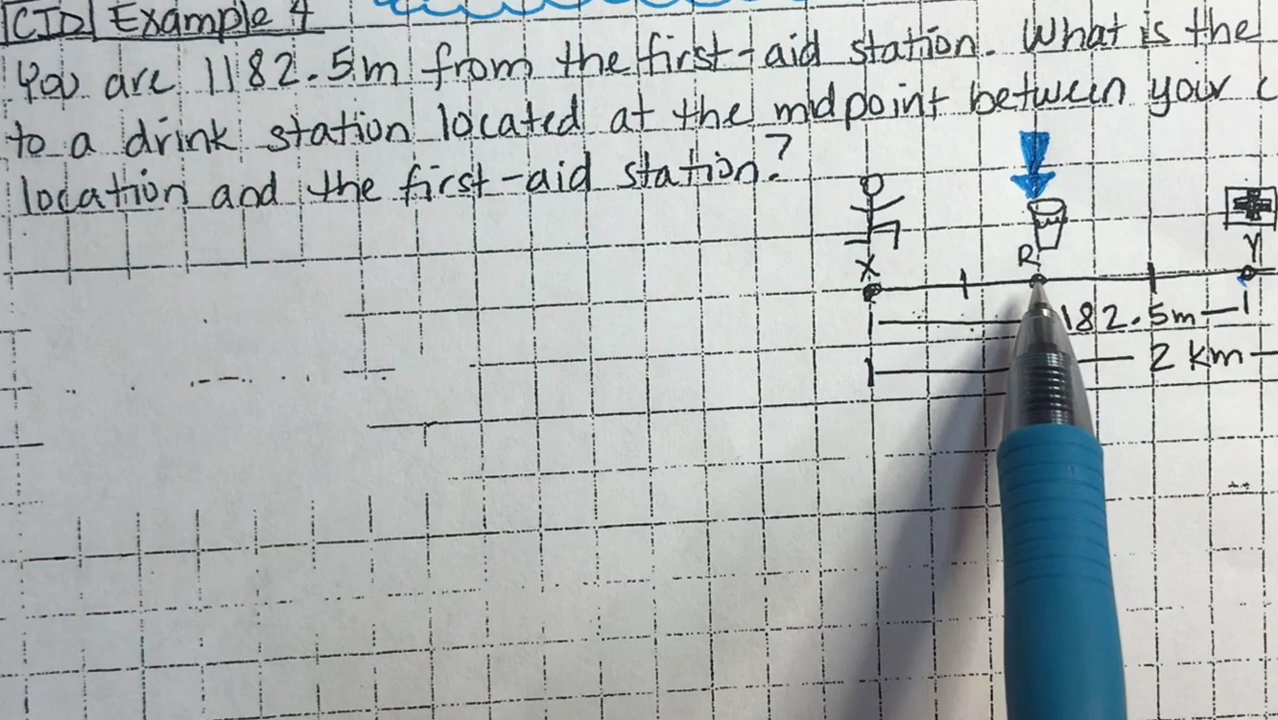 CID Example 4
You are 1182.5m from the first-aid station. What is the
to a drink station located at the midpoint between your c
location and the first-aid station?
X
R
Y
182.5m
2 km